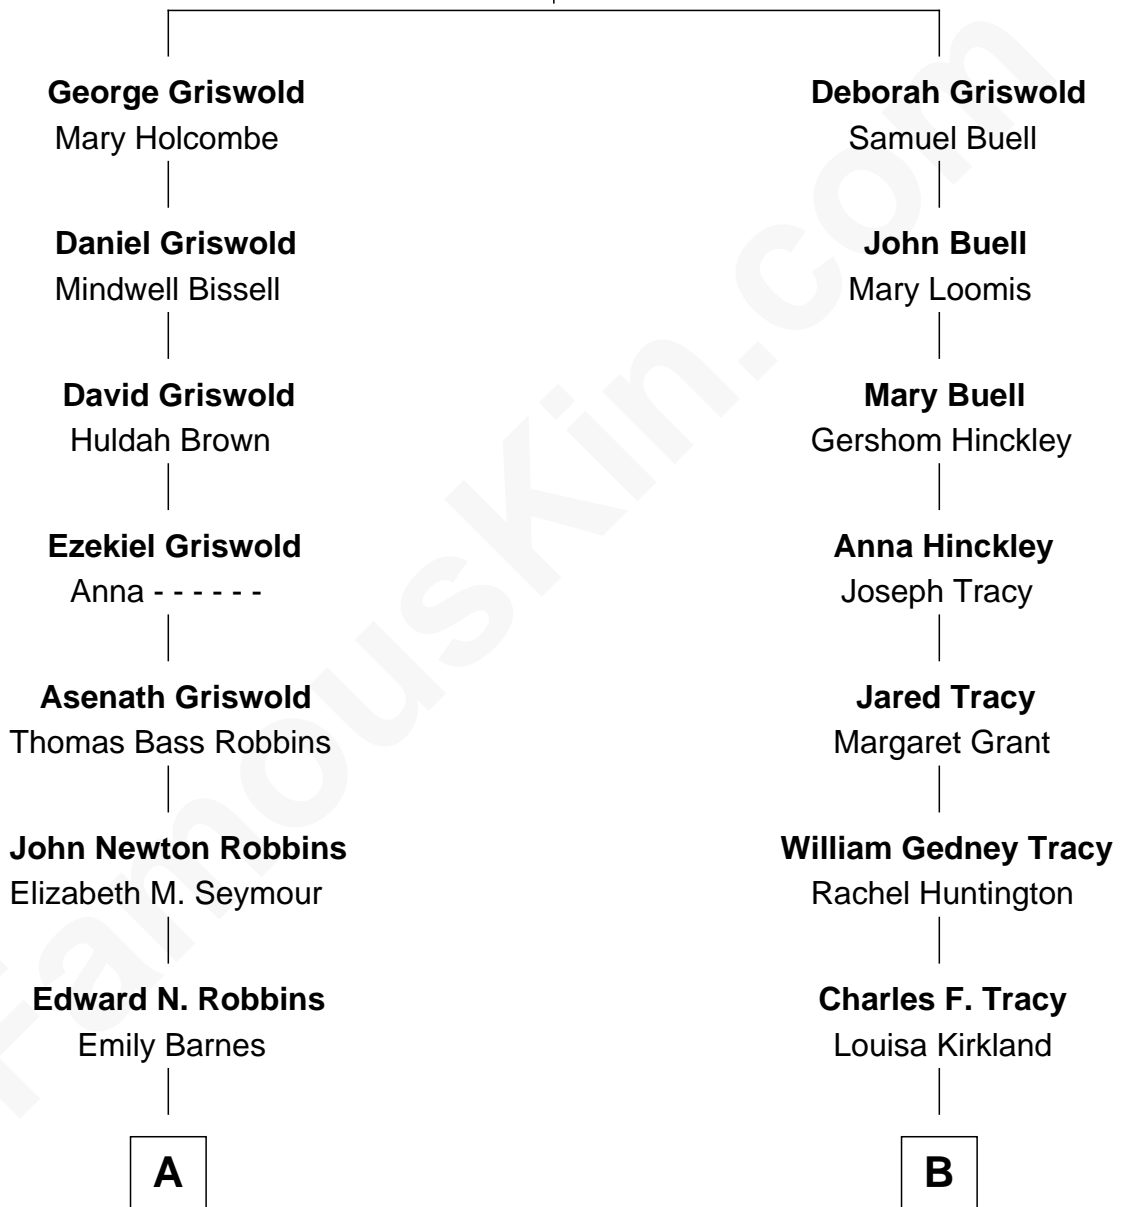 George Griswold
Mary Holcombe
Daniel Griswold
Mindwell Bissell
David Griswold
Huldah Brown
Ezekiel Griswold
Anna - - - - - -
Asenath Griswold
Thomas Bass Robbins
John Newton Robbins
Elizabeth M. Seymour
Edward N. Robbins
Emily Barnes
A
Deborah Griswold
Samuel Buell
John Buell
Mary Loomis
Mary Buell
Gershom Hinckley
Anna Hinckley
Joseph Tracy
Jared Tracy
Margaret Grant
William Gedney Tracy
Rachel Huntington
Charles F. Tracy
Louisa Kirkland
B
FamousKin.com